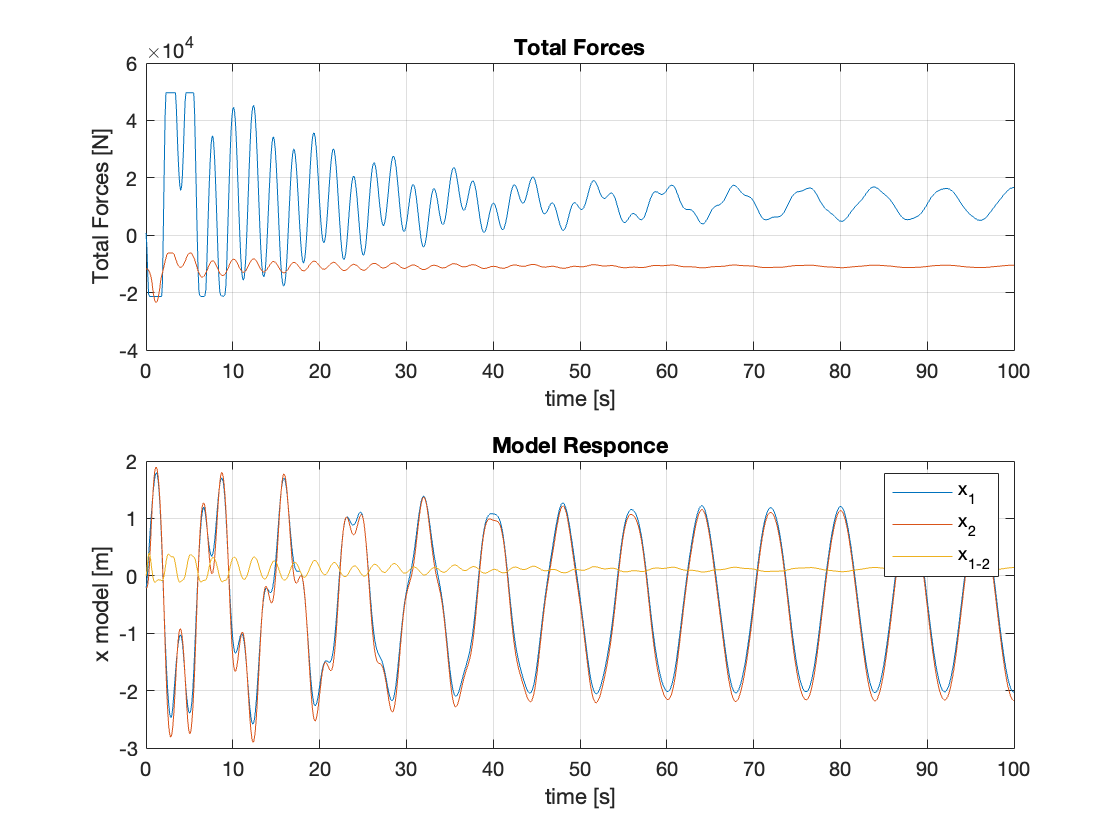 Total Forces
×10⁴
6
4
2
0
-2
-4
Total Forces [N]
0 10 20 30 40 50 60 70 80 90 100
time [s]
Model Responce
2
1
0
-1
-2
-3
x model [m]
x₁
x₂
x₁₋₂
0 10 20 30 40 50 60 70 80 90 100
time [s]